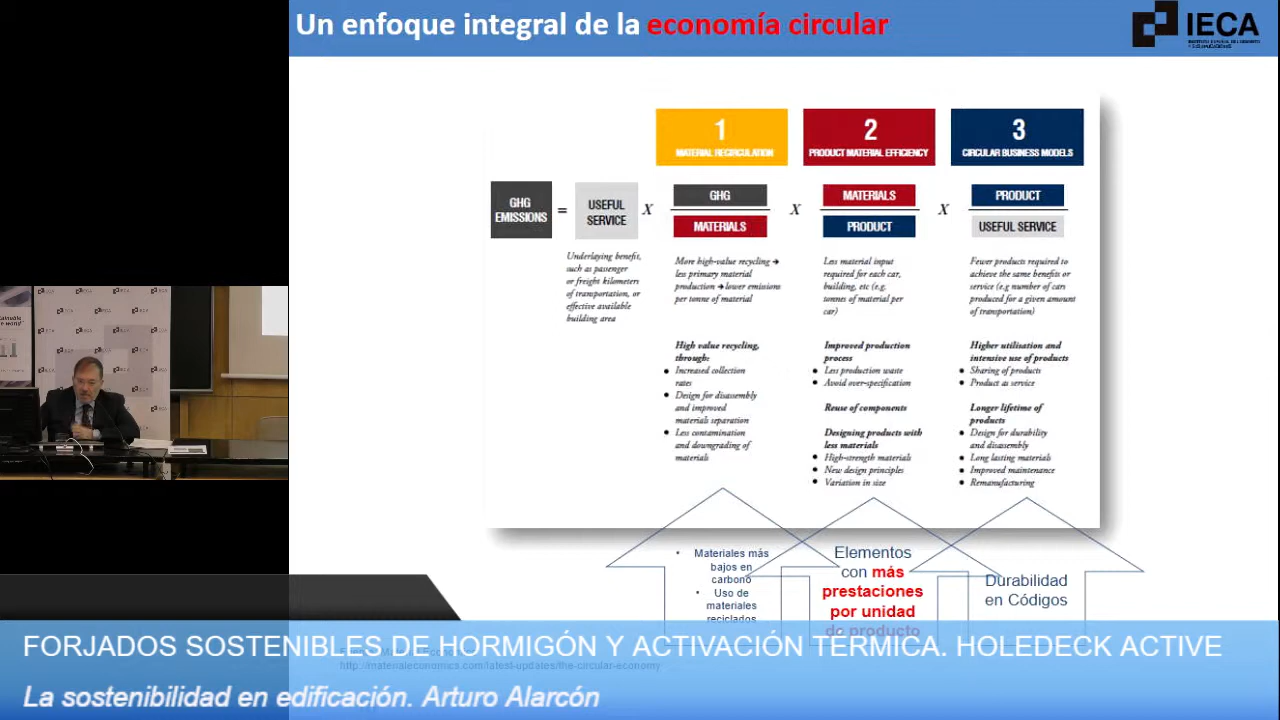 Un enfoque integral de la economía circular
IECA
INSTITUTO ESPAÑOL DEL CEMENTO
Y SUS APLICACIONES
1
MATERIAL RECIRCULATION
2
PRODUCT MATERIAL EFFICIENCY
3
CIRCULAR BUSINESS MODELS
GHG
EMISSIONS
=
USEFUL
SERVICE
X
GHG
MATERIALS
X
MATERIALS
PRODUCT
X
PRODUCT
USEFUL SERVICE
Underlaying benefit,
such as passenger
or freight kilometers
of transportation, or
effective available
building area
More high-value recycling →
less primary material
production → lower emissions
per tonne of material
Less material input
required for each car,
building, etc (e.g.
tonnes of material per
car)
Fewer products required to
achieve the same benefits or
service (e.g number of cars
produced for a given amount
of transportation)
High value recycling,
through:
• Increased collection
rates
• Design for disassembly
and improved
materials separation
• Less contamination
and downgrading of
materials
Improved production
process
• Less production waste
• Avoid over-specification
Reuse of components
Designing products with
less materials
• High-strength materials
• New design principles
• Variation in size
Higher utilisation and
intensive use of products
• Sharing of products
• Product as service
Longer lifetime of
products
• Design for durability
and disassembly
• Long lasting materials
• Improved maintenance
• Remanufacturing
• Materiales más
bajos en
carbono
• Uso de
materiales
reciclados
Elementos
con más
prestaciones
por unidad
de producto
Durabilidad
en Códigos
http://materialeconomics.com/latest-updates/the-circular-economy
FORJADOS SOSTENIBLES DE HORMIGÓN Y ACTIVACIÓN TÉRMICA. HOLEDECK ACTIVE
La sostenibilidad en edificación. Arturo Alarcón
IECA
IECA
IECA
IECA